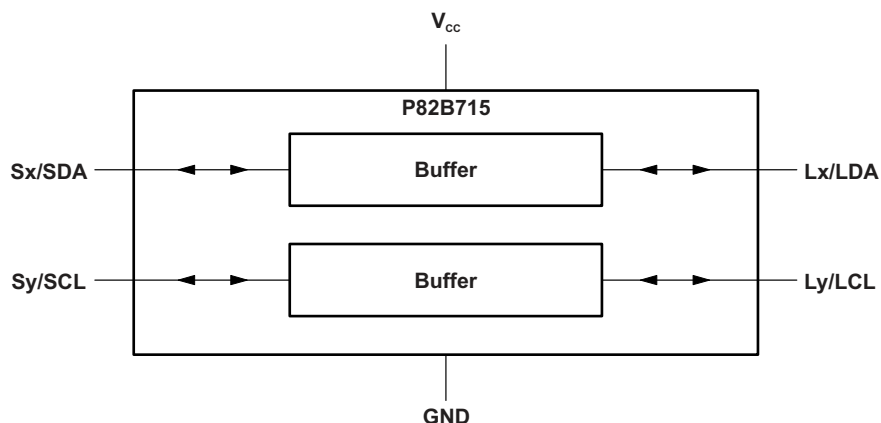 Vcc
P82B715
Sx/SDA
Buffer
Lx/LDA
Sy/SCL
Buffer
Ly/LCL
GND